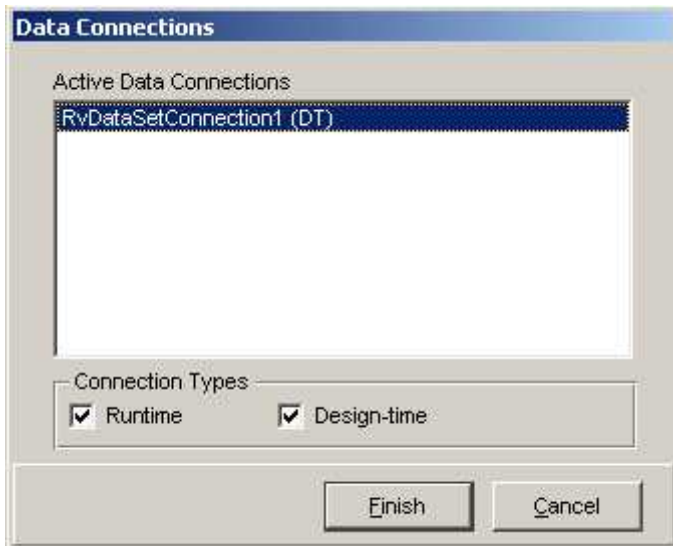 Data Connections
Active Data Connections
RvDataSetConnection1 (DT)
Connection Types
Runtime Design-time
Finish Cancel